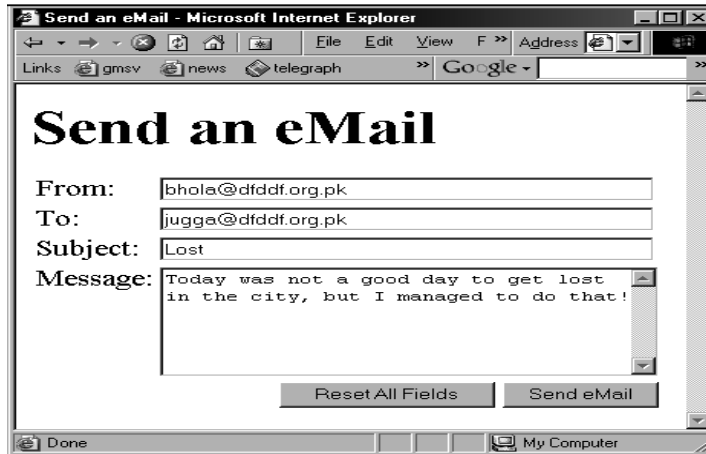 Send an eMail - Microsoft Internet Explorer
File Edit View F » Address
Links gmsv news telegraph » Google »
Send an eMail
From: bhola@dfddf.org.pk
To: jugga@dfddf.org.pk
Subject: Lost
Message: Today was not a good day to get lost
in the city, but I managed to do that!
Reset All Fields Send eMail
Done My Computer